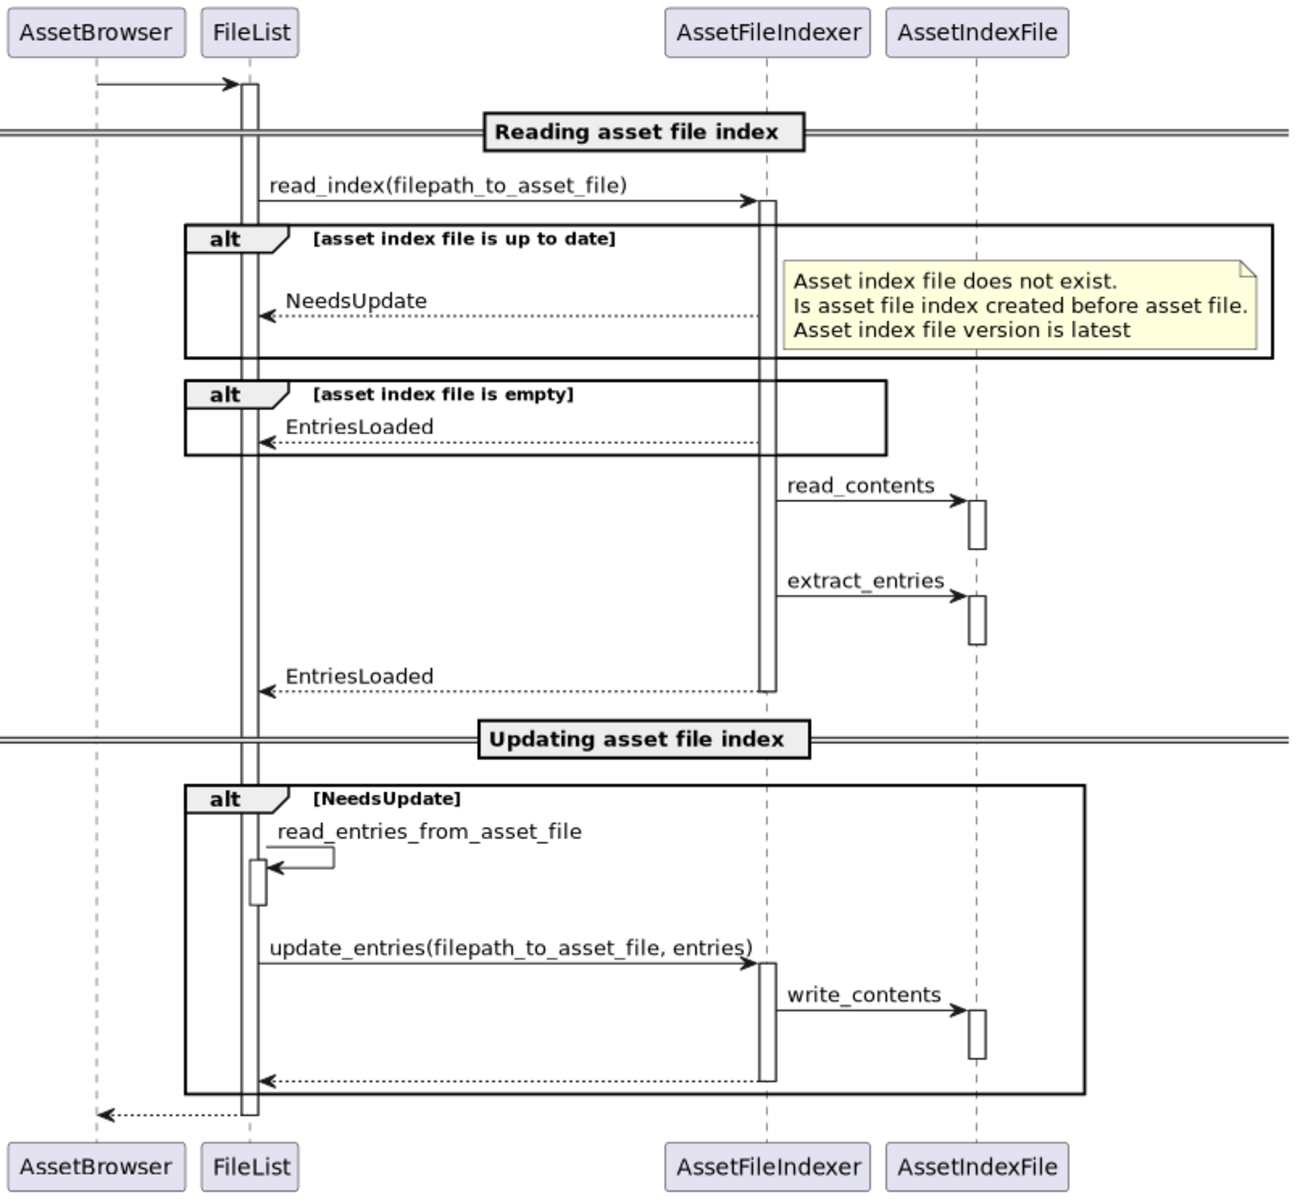 AssetBrowser
FileList
AssetFileIndexer
AssetIndexFile
Reading asset file index
read_index(filepath_to_asset_file)
alt [asset index file is up to date]
Asset index file does not exist.
Is asset file index created before asset file.
Asset index file version is latest
NeedsUpdate
alt [asset index file is empty]
EntriesLoaded
read_contents
extract_entries
EntriesLoaded
Updating asset file index
alt [NeedsUpdate]
read_entries_from_asset_file
update_entries(filepath_to_asset_file, entries)
write_contents
AssetBrowser
FileList
AssetFileIndexer
AssetIndexFile